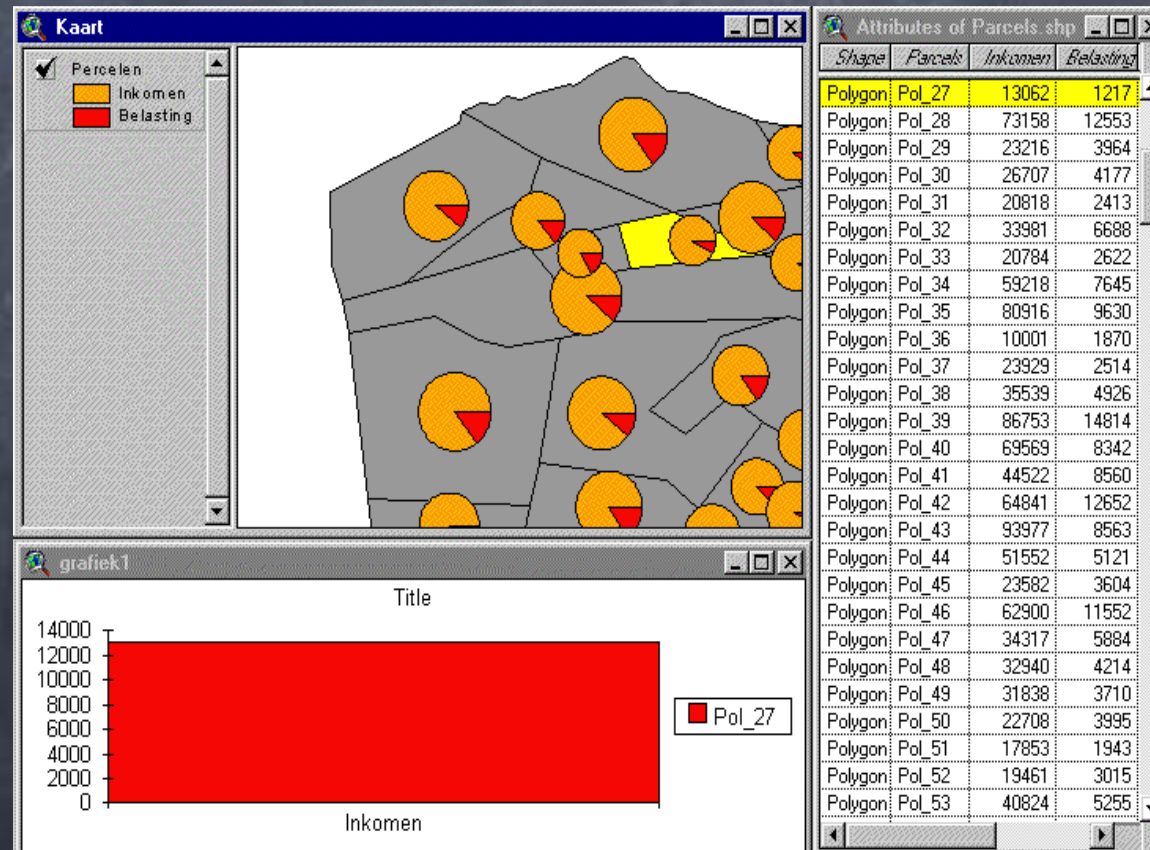 Kaart
Percelen
Inkomen
Belasting
grafiek1
Title
14000
12000
10000
8000
6000
4000
2000
0
Inkomen
Pol_27
Attributes of Parcels.shp
Shape Parcels Inkomen Belasting
Polygon Pol_27 13062 1217
Polygon Pol_28 73158 12553
Polygon Pol_29 23216 3964
Polygon Pol_30 26707 4177
Polygon Pol_31 20818 2413
Polygon Pol_32 33981 6688
Polygon Pol_33 20784 2622
Polygon Pol_34 59218 7645
Polygon Pol_35 80916 9630
Polygon Pol_36 10001 1870
Polygon Pol_37 23929 2514
Polygon Pol_38 35539 4926
Polygon Pol_39 86753 14814
Polygon Pol_40 69569 8342
Polygon Pol_41 44522 8560
Polygon Pol_42 64841 12652
Polygon Pol_43 93977 8563
Polygon Pol_44 51552 5121
Polygon Pol_45 23582 3604
Polygon Pol_46 62900 11552
Polygon Pol_47 34317 5884
Polygon Pol_48 32940 4214
Polygon Pol_49 31838 3710
Polygon Pol_50 22708 3995
Polygon Pol_51 17853 1943
Polygon Pol_52 19461 3015
Polygon Pol_53 40824 5255